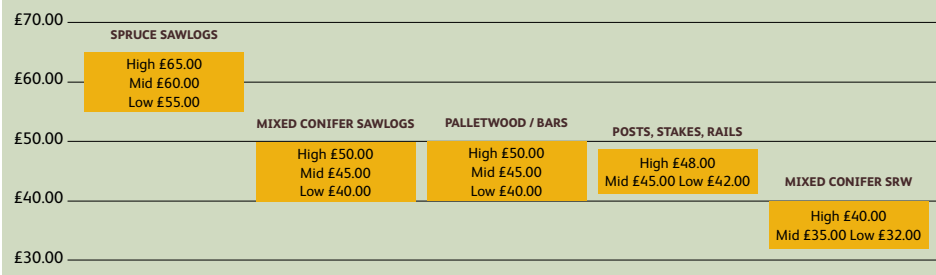 £70.00
SPRUCE SAWLOGS
High £65.00
Mid £60.00
Low £55.00
£60.00
MIXED CONIFER SAWLOGS
PALLETWOOD / BARS
POSTS, STAKES, RAILS
£50.00
High £50.00
Mid £45.00
Low £40.00
High £50.00
Mid £45.00
Low £40.00
High £48.00
Mid £45.00 Low £42.00
MIXED CONIFER SRW
£40.00
High £40.00
Mid £35.00 Low £32.00
£30.00